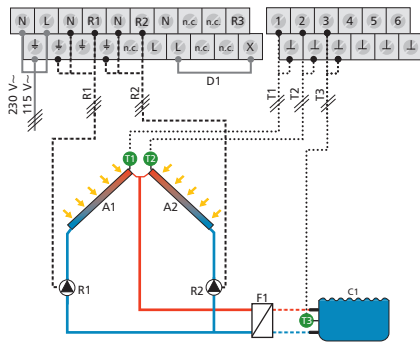 N L N R1 N R2 N n.c. n.c. R3
n.c. L L n.c. n.c. X
1 2 3 4 5 6
D1
230 V~
115 V~
R1
R2
T1
T2
T3
T1 T2
A1 A2
R1 R2
F1
C1
T3